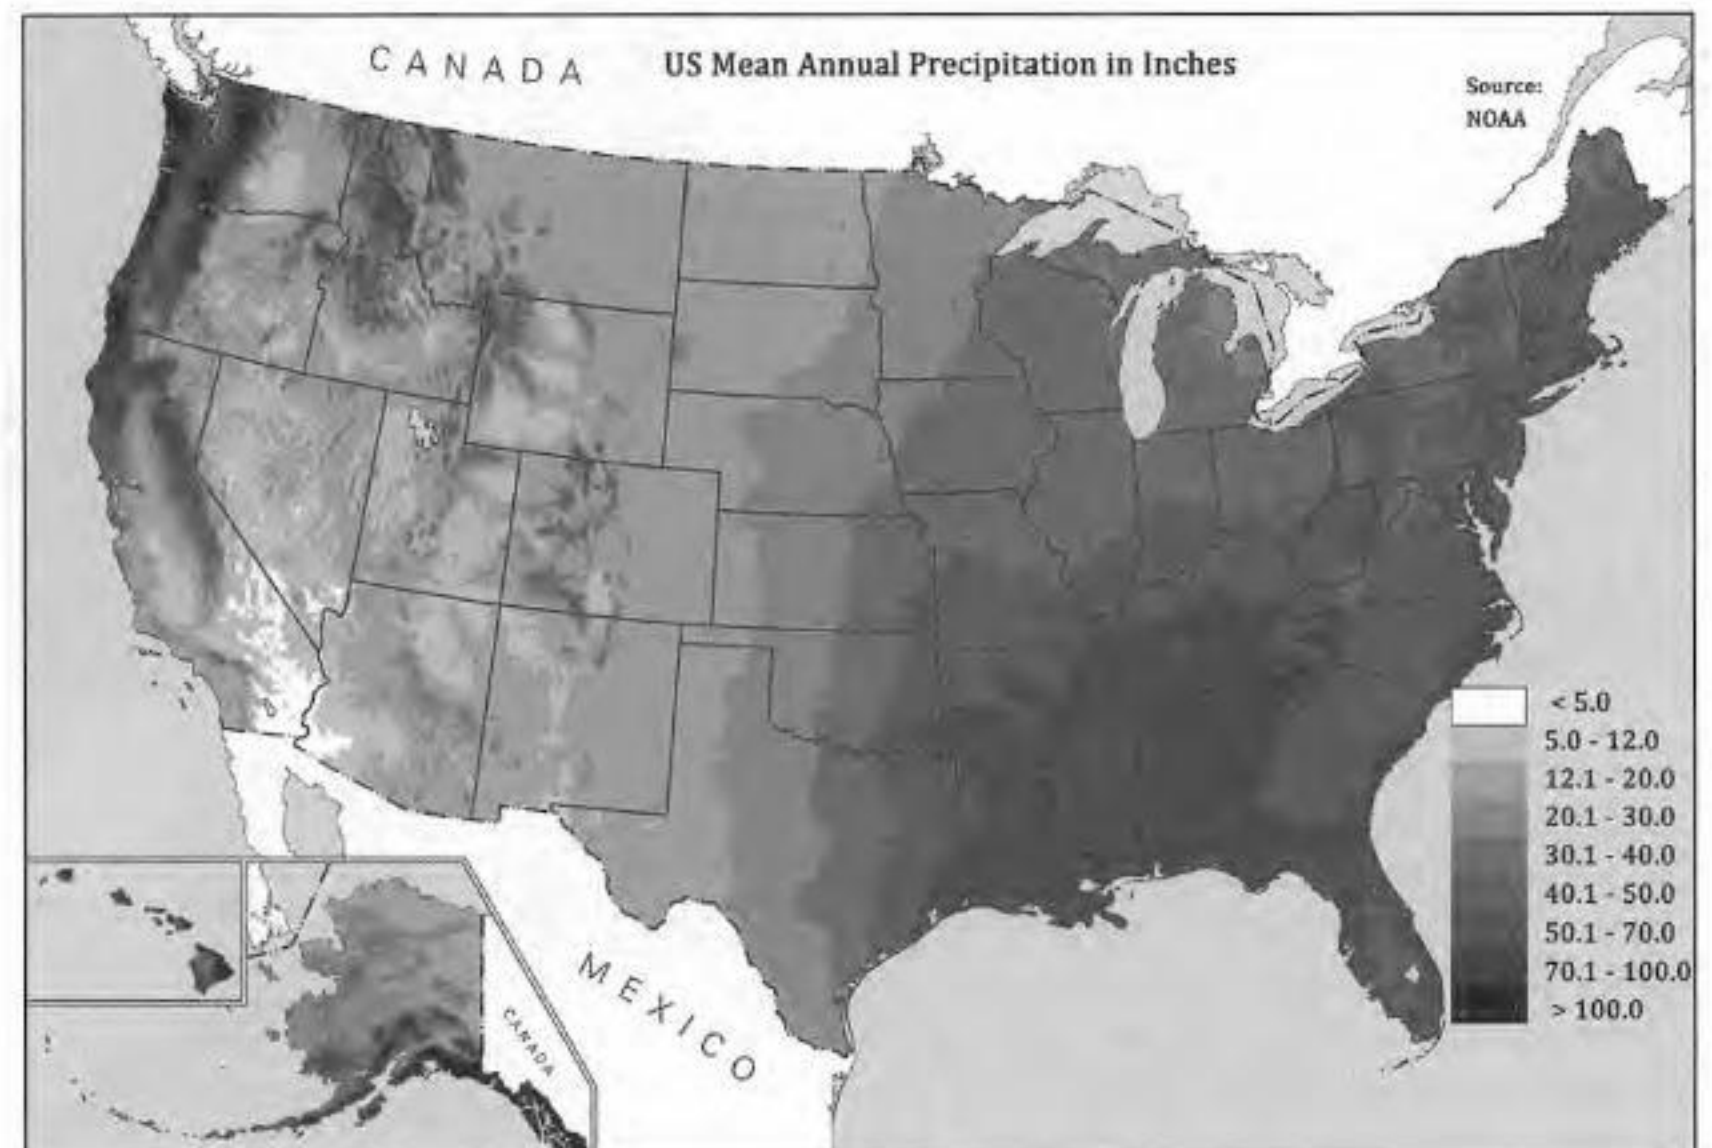 CANADA
US Mean Annual Precipitation in Inches
Source:
NOAA
< 5.0
5.0 - 12.0
12.1 - 20.0
20.1 - 30.0
30.1 - 40.0
40.1 - 50.0
50.1 - 70.0
70.1 - 100.0
> 100.0
MEXICO
CANADA